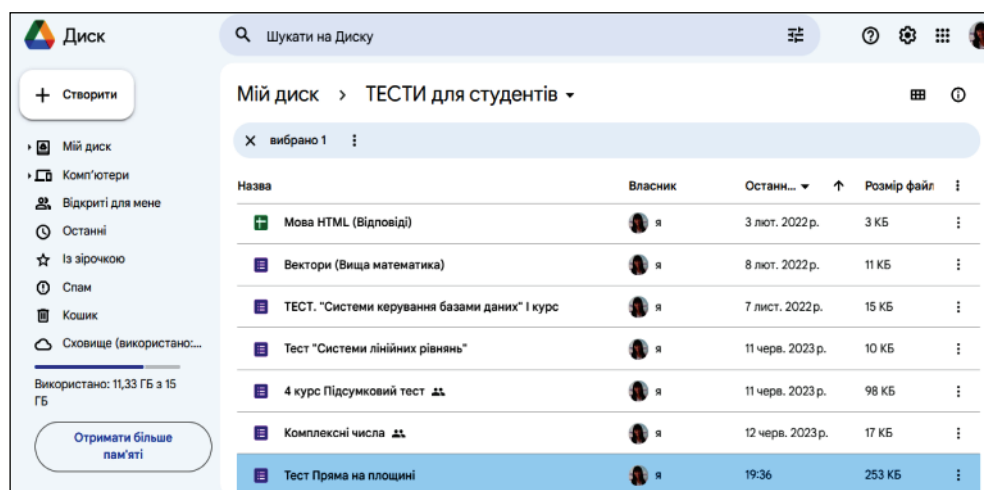 Диск
Шукати на Диску
Створити
Мій диск
Комп'ютери
Відкриті для мене
Останні
Із зірочкою
Спам
Кошик
Сховище (використано:...
Використано: 11,33 ГБ з 15
ГБ
Отримати більше
пам'яті
Мій диск > ТЕСТИ для студентів
вибрано 1
Назва Власник Останн... Розмір файл
Мова HTML (Відповіді) я 3 лют. 2022 р. 3 КБ
Вектори (Вища математика) я 8 лют. 2022 р. 11 КБ
ТЕСТ. "Системи керування базами даних" І курс я 7 лист. 2022 р. 15 КБ
Тест "Системи лінійних рівнянь" я 11 черв. 2023 р. 10 КБ
4 курс Підсумковий тест я 11 черв. 2023 р. 98 КБ
Комплексні числа я 12 черв. 2023 р. 17 КБ
Тест Пряма на площині я 19:36 253 КБ